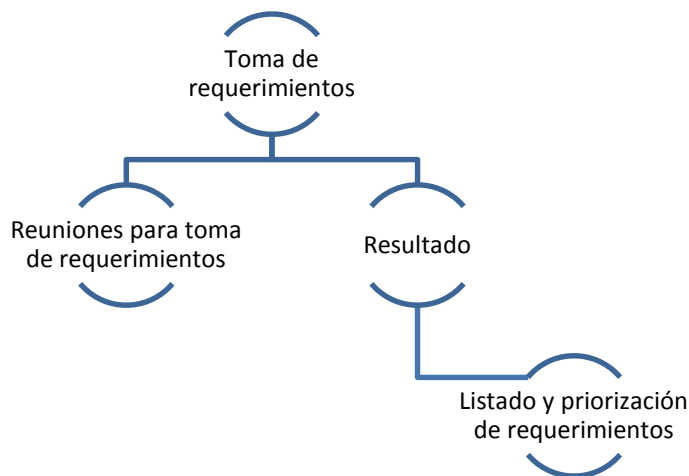 Toma de
requerimientos
Reuniones para toma
de requerimientos
Resultado
Listado y priorización
de requerimientos